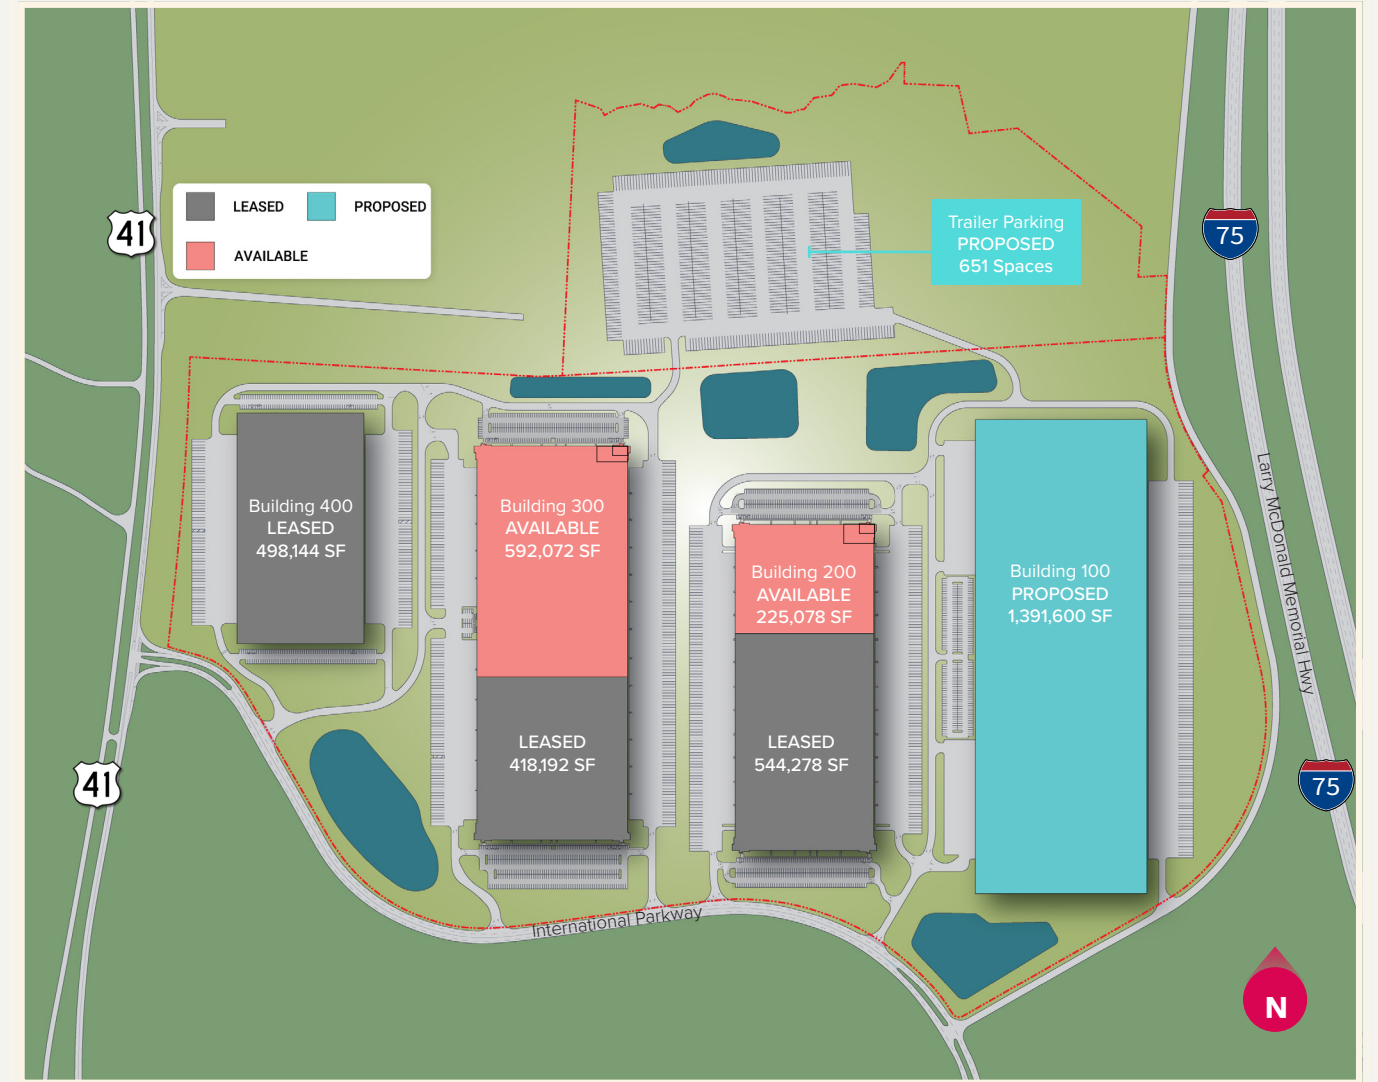 LEASED
PROPOSED
AVAILABLE
41
75
Trailer Parking
PROPOSED
651 Spaces
Building 400
LEASED
498,144 SF
Building 300
AVAILABLE
592,072 SF
LEASED
418,192 SF
Building 200
AVAILABLE
225,078 SF
LEASED
544,278 SF
Building 100
PROPOSED
1,391,600 SF
Larry McDonald Memorial Hwy
41
75
International Parkway
N